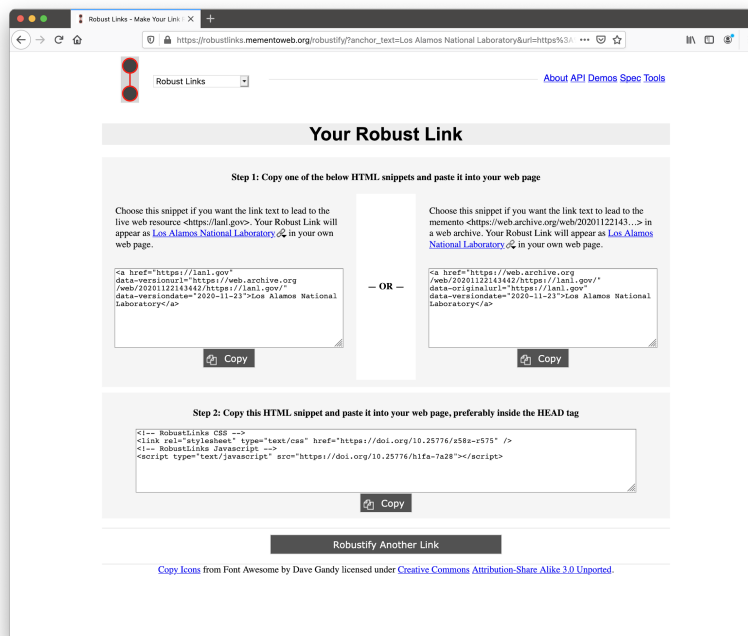 Robust Links - Make Your Link
https://robustlinks.mementoweb.org/robustify/?anchor_text=Los Alamos National Laboratory&url=https%3A
Robust Links
About API Demos Spec Tools
Your Robust Link
Step 1: Copy one of the below HTML snippets and paste it into your web page
Choose this snippet if you want the link text to lead to the
live web resource <https://lanl.gov>. Your Robust Link will
appear as Los Alamos National Laboratory in your own
web page.
<a href="https://lanl.gov"
data-versionurl="https://web.archive.org
/web/20201122143442/https://lanl.gov/"
data-versiondate="2020-11-23">Los Alamos National
Laboratory</a>
Copy
— OR —
Choose this snippet if you want the link text to lead to the
memento <https://web.archive.org/web/20201122143…> in
a web archive. Your Robust Link will appear as Los Alamos
National Laboratory in your own web page.
<a href="https://web.archive.org
/web/20201122143442/https://lanl.gov/"
data-originalurl="https://lanl.gov"
data-versiondate="2020-11-23">Los Alamos National
Laboratory</a>
Copy
Step 2: Copy this HTML snippet and paste it into your web page, preferably inside the HEAD tag
<!-- RobustLinks CSS -->
<link rel="stylesheet" type="text/css" href="https://doi.org/10.25776/z58z-r575" />
<!-- RobustLinks Javascript -->
<script type="text/javascript" src="https://doi.org/10.25776/h1fa-7a28"></script>
Copy
Robustify Another Link
Copy Icons from Font Awesome by Dave Gandy licensed under Creative Commons Attribution-Share Alike 3.0 Unported.